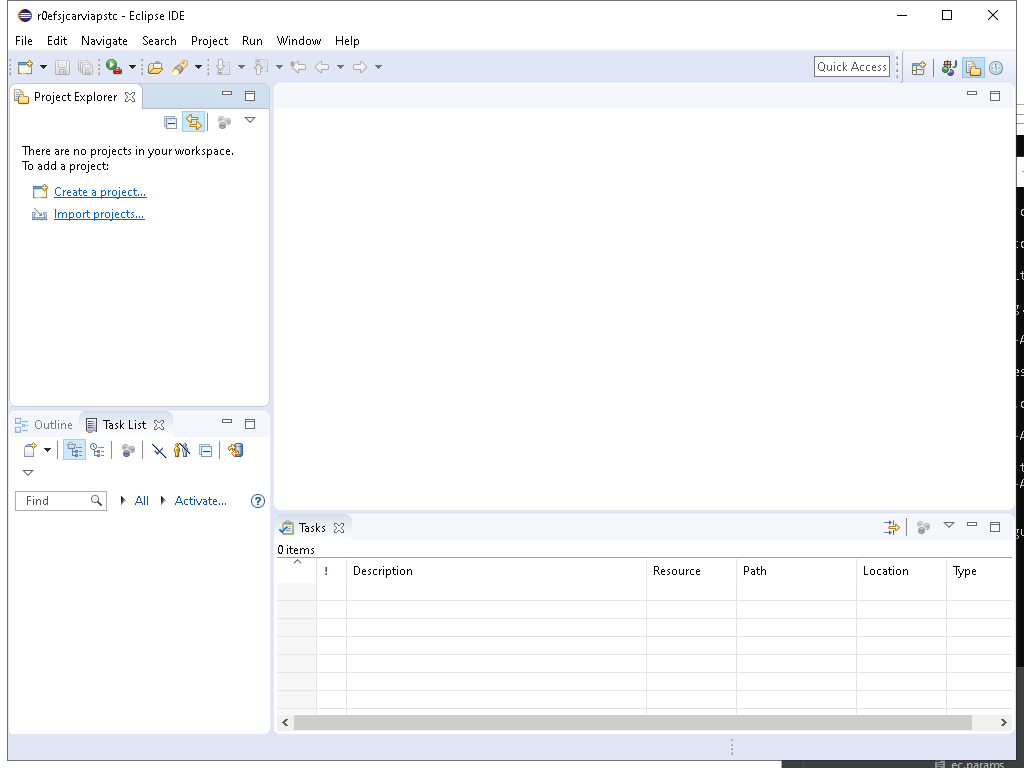 r0efsjcarviapstc - Eclipse IDE
File Edit Navigate Search Project Run Window Help
Quick Access
Project Explorer
There are no projects in your workspace.
To add a project:
Create a project...
Import projects...
Outline Task List
Find All Activate...
Tasks
0 items
! Description Resource Path Location Type
ec.params